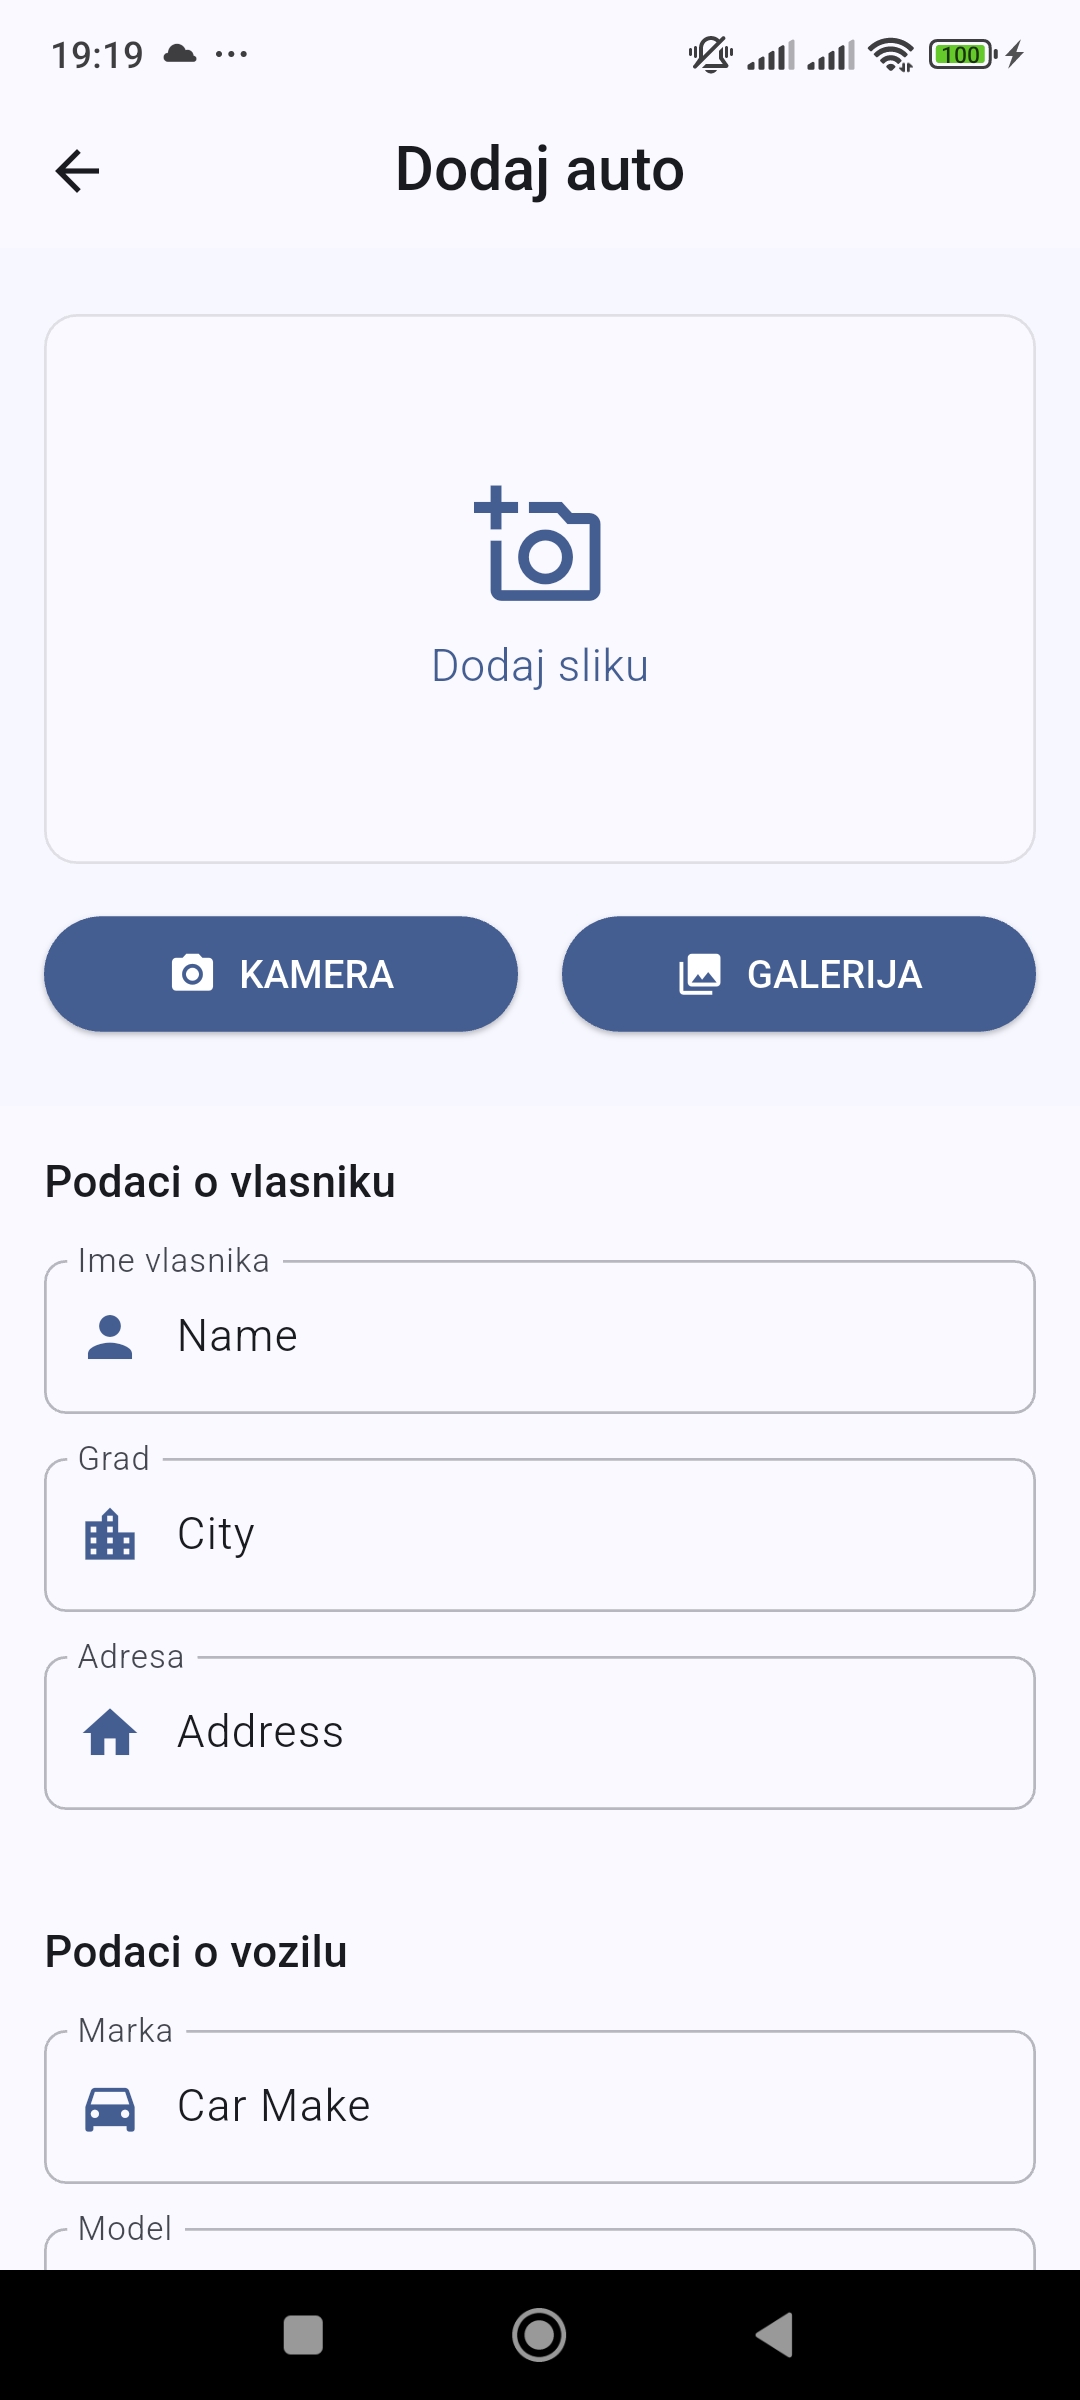 19:19
100
Dodaj auto
Dodaj sliku
KAMERA
GALERIJA
Podaci o vlasniku
Ime vlasnika
Name
Grad
City
Adresa
Address
Podaci o vozilu
Marka
Car Make
Model